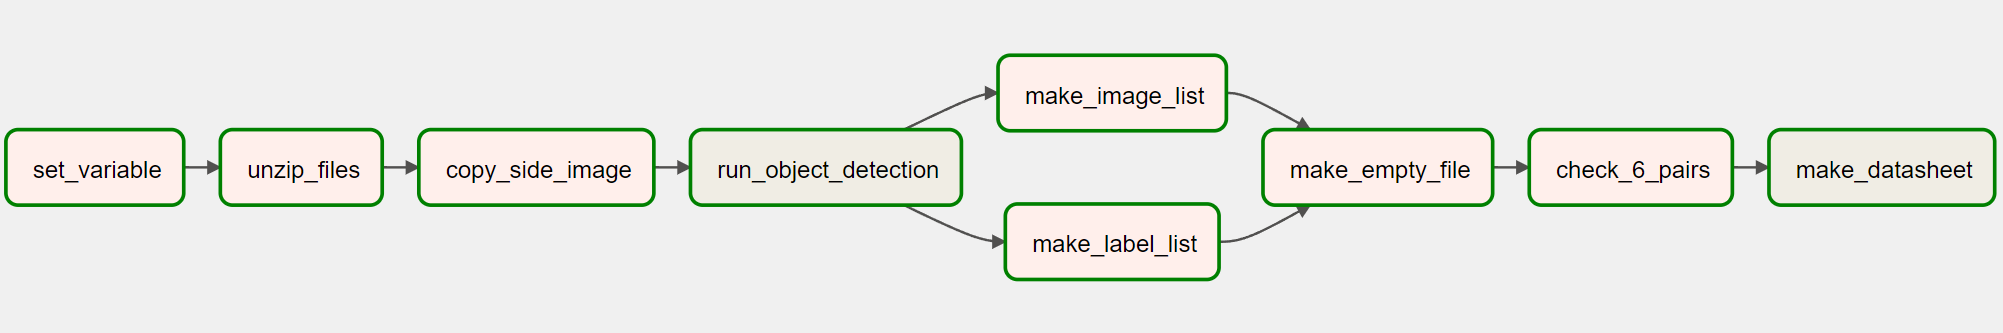 set_variable
unzip_files
copy_side_image
run_object_detection
make_image_list
make_label_list
make_empty_file
check_6_pairs
make_datasheet